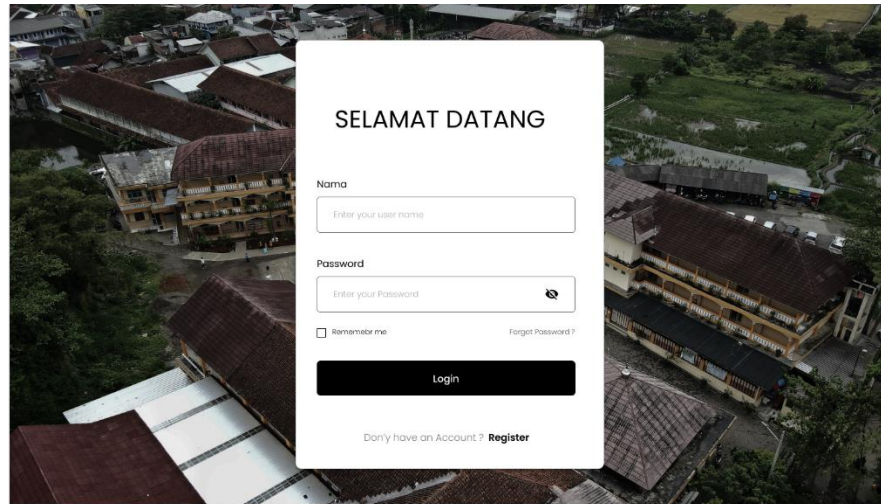 SELAMAT DATANG
Nama
Enter your user name
Password
Enter your Password
Rememebr me
Forgot Password ?
Login
Don'y have an Account ? Register